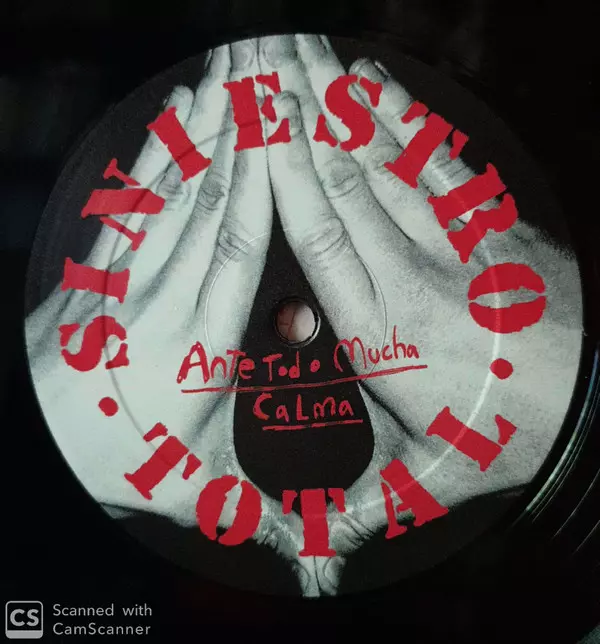 SINIESTRO · TOTAL ·
Ante Todo Mucha
Calma
CS
Scanned with
CamScanner